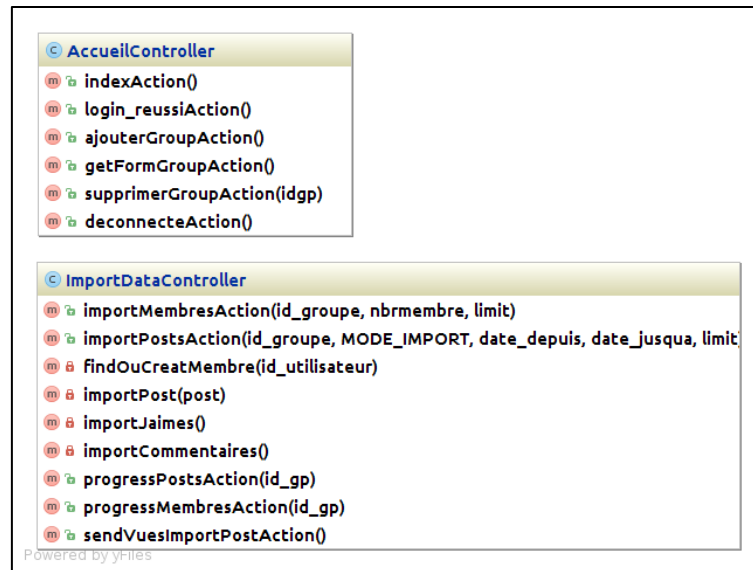 C AccueilController
m indexAction()
m login_reussiAction()
m ajouterGroupAction()
m getFormGroupAction()
m supprimerGroupAction(idgp)
m deconnecteAction()
C ImportDataController
m importMembresAction(id_groupe, nbrmembre, limit)
m importPostsAction(id_groupe, MODE_IMPORT, date_depuis, date_jusqua, limit)
m findOuCreatMembre(id_utilisateur)
m importPost(post)
m importJaimes()
m importCommentaires()
m progressPostsAction(id_gp)
m progressMembresAction(id_gp)
m sendVuesImportPostAction()
Powered by yFiles